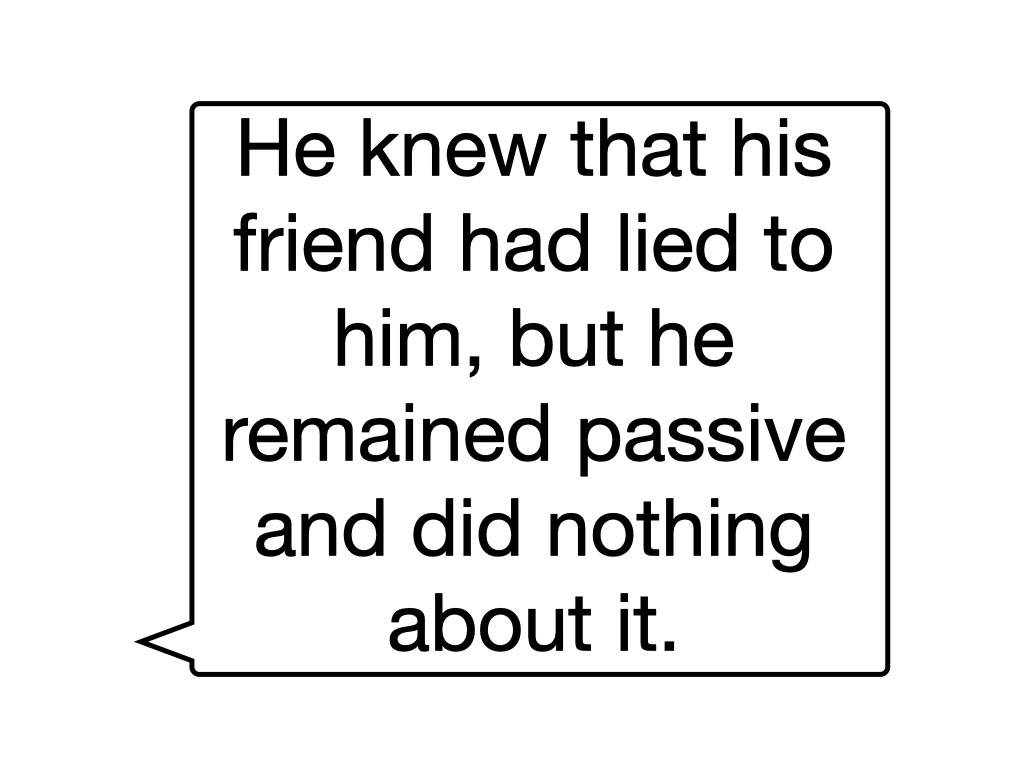 He knew that his
friend had lied to
him, but he
remained passive
and did nothing
about it.